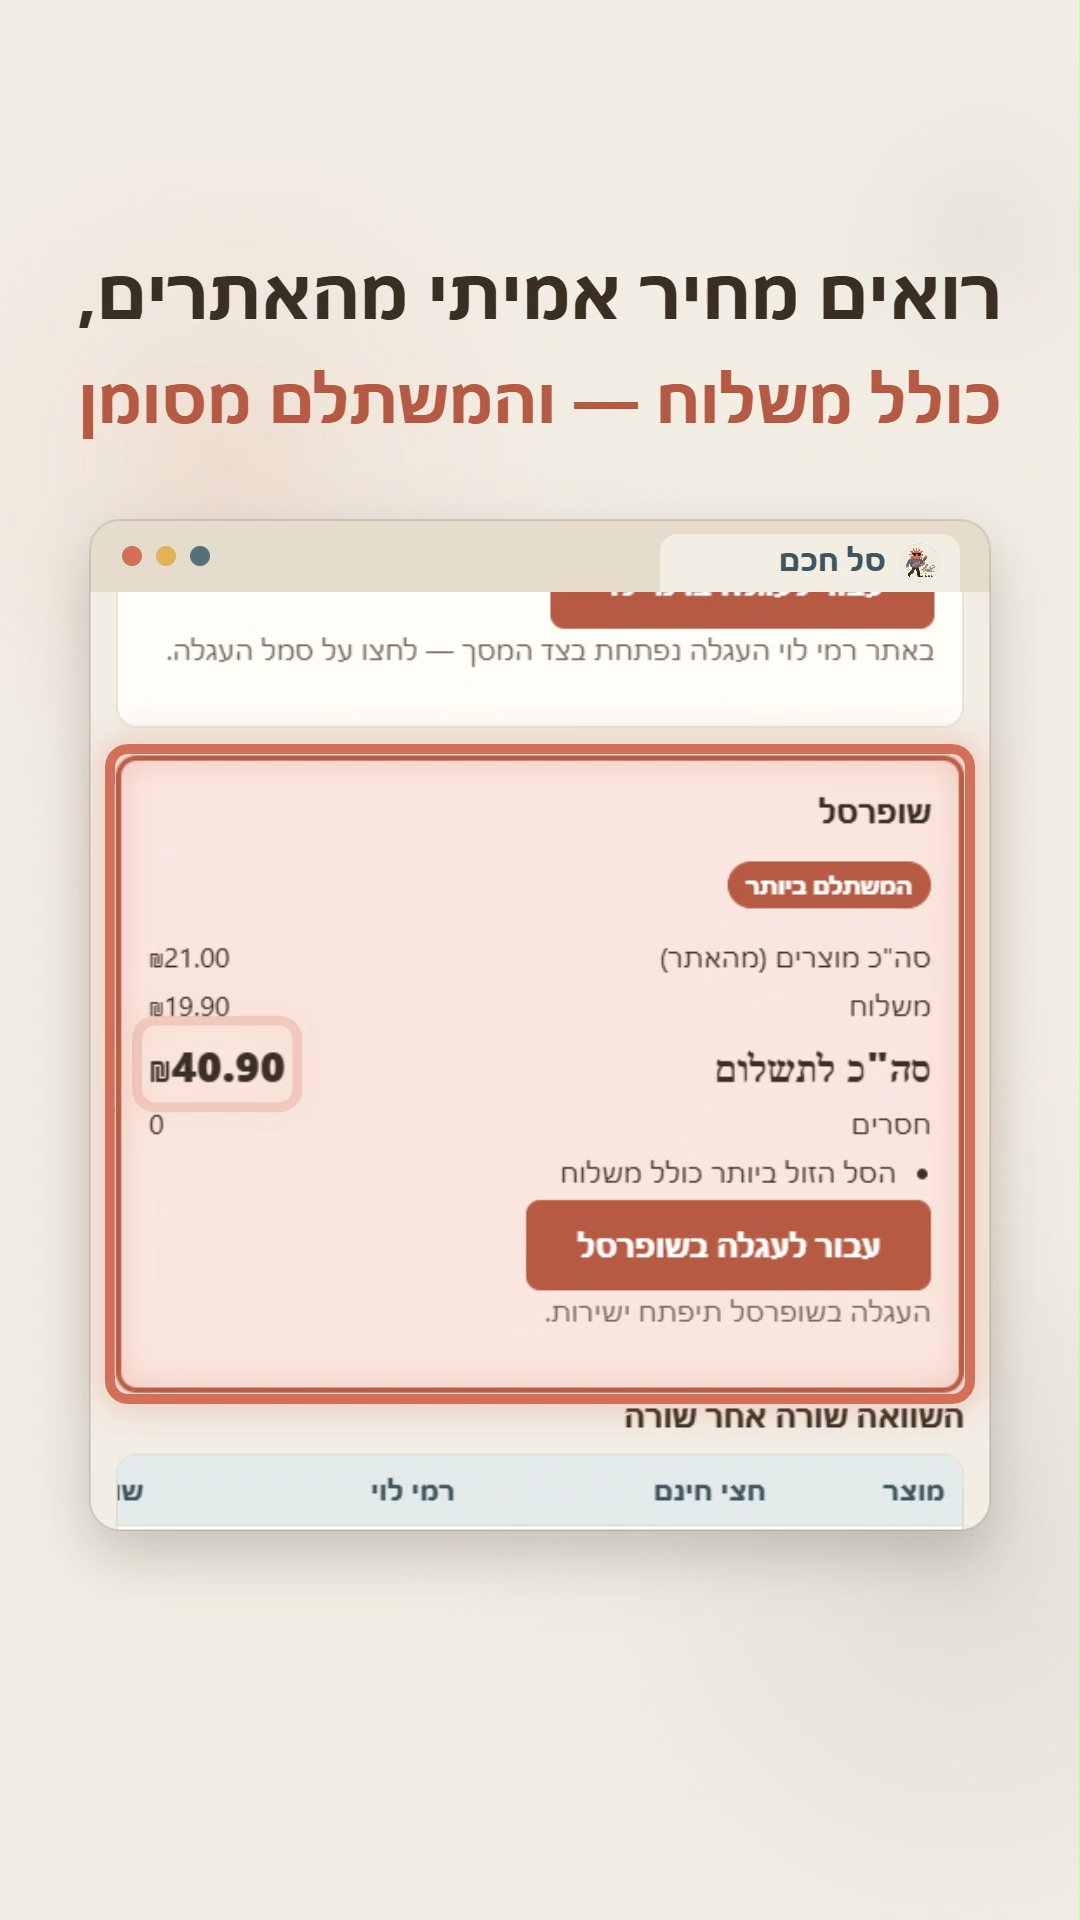 רואים מחיר אמיתי מהאתרים,
כולל משלוח — והמשתלם מסומן
סל חכם
באתר רמי לוי העגלה נפתחת בצד המסך — לחצו על סמל העגלה.
שופרסל
המשתלם ביותר
סה"כ מוצרים (מהאתר) 21.00₪
משלוח 19.90₪
סה"כ לתשלום 40.90₪
חסרים 0
• הסל הזול ביותר כולל משלוח
עבור לעגלה בשופרסל
העגלה בשופרסל תיפתח ישירות.
השוואה שורה אחר שורה
מוצר חצי חינם רמי לוי